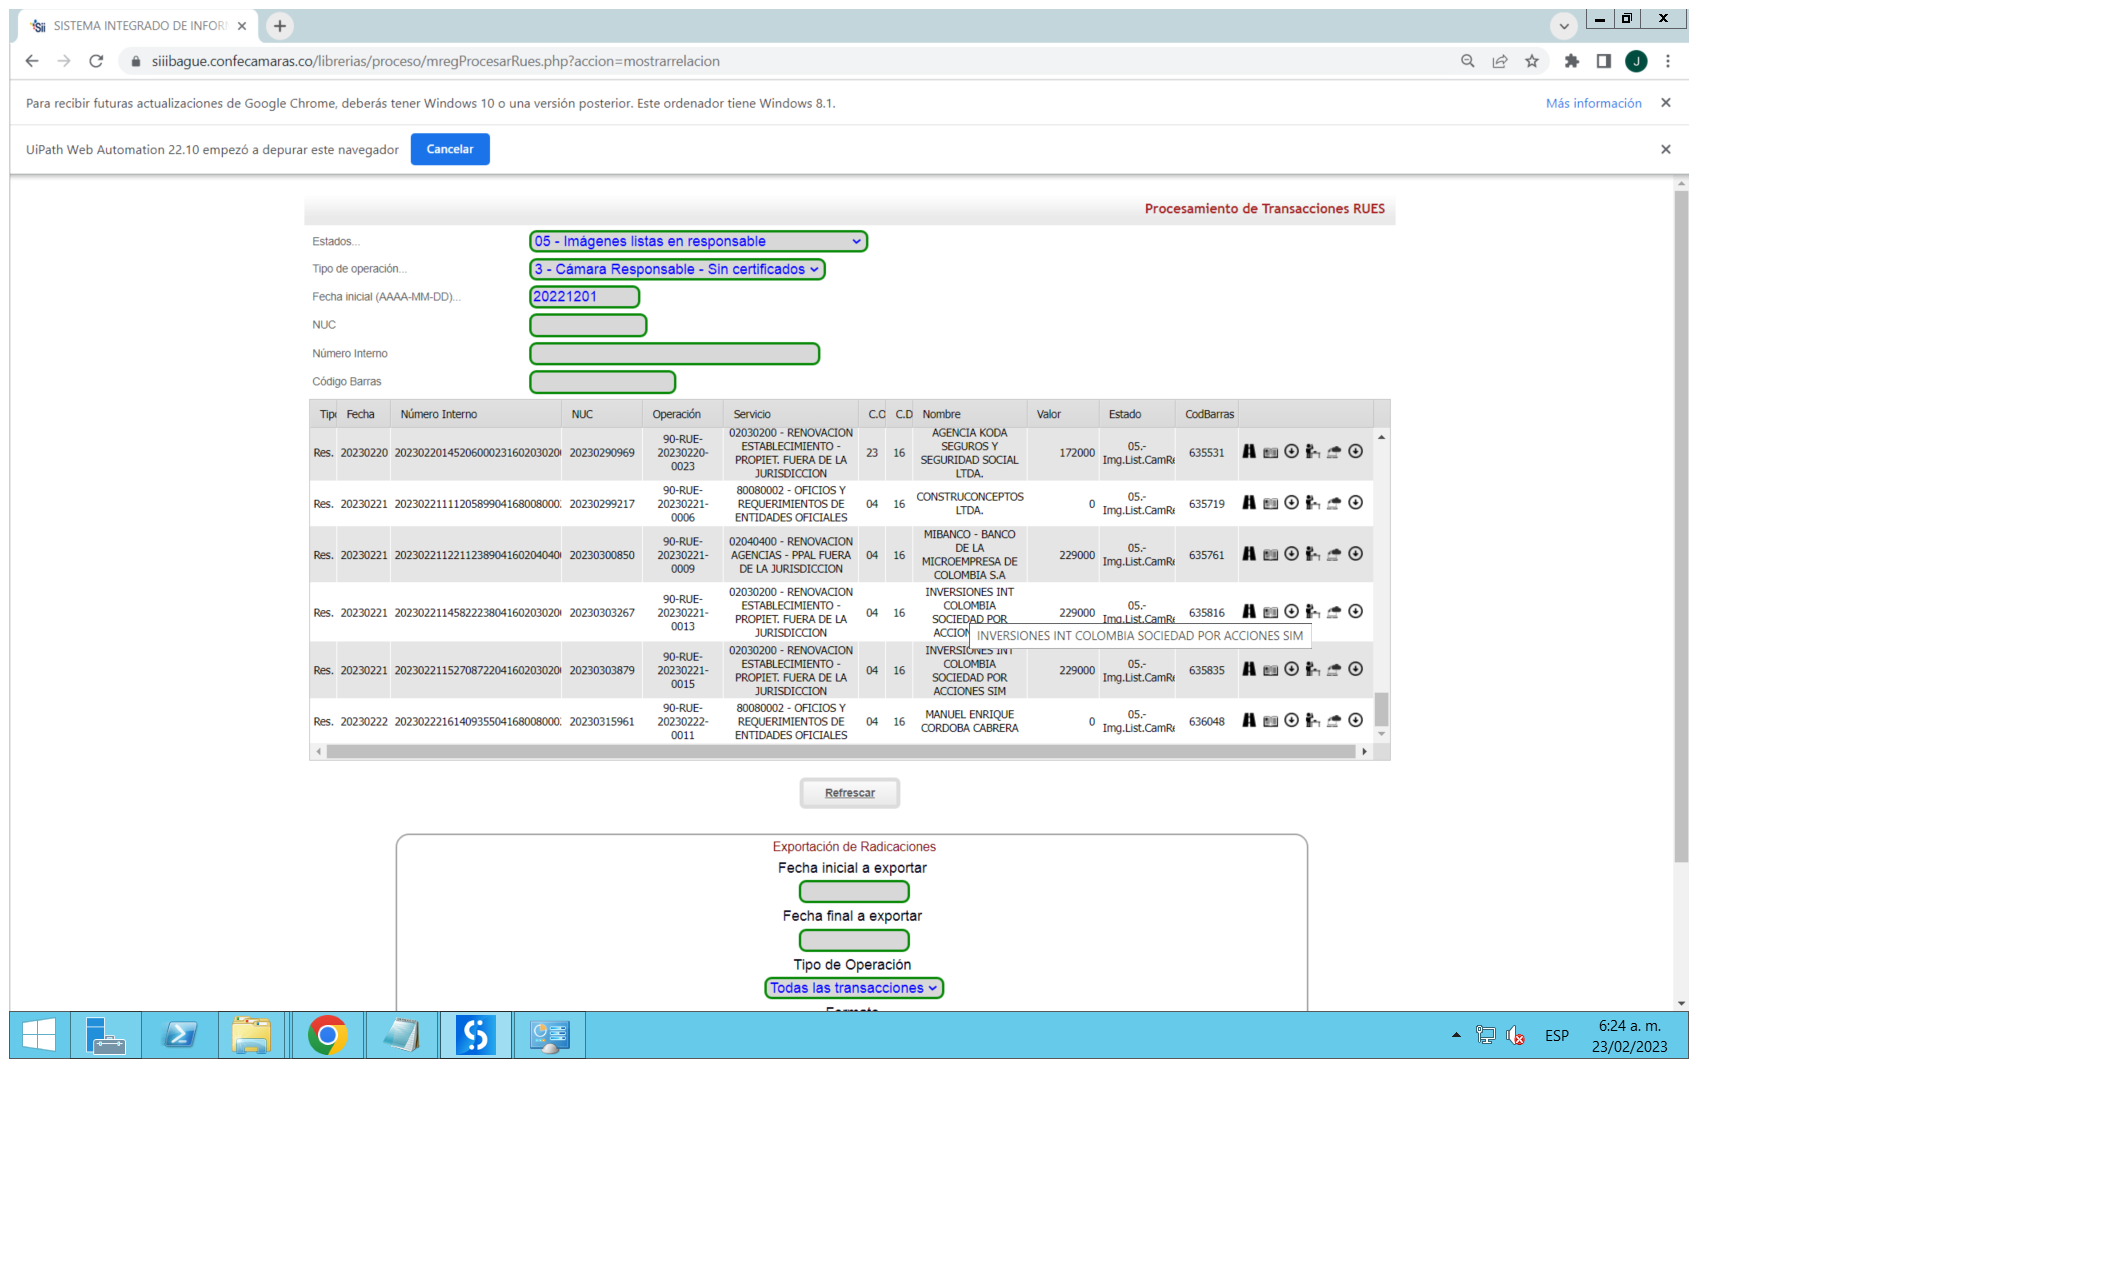 SISTEMA INTEGRADO DE INFOR
siiibague.confecamaras.co/librerias/proceso/mregProcesarRues.php?accion=mostrarrelacion
J
Para recibir futuras actualizaciones de Google Chrome, deberás tener Windows 10 o una versión posterior. Este ordenador tiene Windows 8.1.
Más información
UiPath Web Automation 22.10 empezó a depurar este navegador
Cancelar
Procesamiento de Transacciones RUES
Estados... 05 - Imágenes listas en responsable
Tipo de operación... 3 - Cámara Responsable - Sin certificados
Fecha inicial (AAAA-MM-DD)... 20221201
NUC
Número Interno
Código Barras
Tipo Fecha Número Interno NUC Operación Servicio C.O C.D Nombre Valor Estado CodBarras
Res. 20230220 20230220145206000231602030200 20230290969 90-RUE-20230220-0023 02030200 - RENOVACION ESTABLECIMIENTO - PROPIET. FUERA DE LA JURISDICCION 23 16 AGENCIA KODA SEGUROS Y SEGURIDAD SOCIAL LTDA. 172000 05.-Img.List.CamRe 635531
Res. 20230221 2023022111120589904168008000 20230299217 90-RUE-20230221-0006 80080002 - OFICIOS Y REQUERIMIENTOS DE ENTIDADES OFICIALES 04 16 CONSTRUCONCEPTOS LTDA. 0 05.-Img.List.CamRe 635719
Res. 20230221 2023022112211238904160204040 20230300850 90-RUE-20230221-0009 02040400 - RENOVACION AGENCIAS - PPAL FUERA DE LA JURISDICCION 04 16 MIBANCO - BANCO DE LA MICROEMPRESA DE COLOMBIA S.A 229000 05.-Img.List.CamRe 635761
Res. 20230221 2023022114582223804160203020 20230303267 90-RUE-20230221-0013 02030200 - RENOVACION ESTABLECIMIENTO - PROPIET. FUERA DE LA JURISDICCION 04 16 INVERSIONES INT COLOMBIA SOCIEDAD POR ACCION 229000 05.-Img.List.CamRe 635816
INVERSIONES INT COLOMBIA SOCIEDAD POR ACCIONES SIM
Res. 20230221 2023022115270872204160203020 20230303879 90-RUE-20230221-0015 02030200 - RENOVACION ESTABLECIMIENTO - PROPIET. FUERA DE LA JURISDICCION 04 16 INVERSIONES INT COLOMBIA SOCIEDAD POR ACCIONES SIM 229000 05.-Img.List.CamRe 635835
Res. 20230222 2023022216140935504168008000 20230315961 90-RUE-20230222-0011 80080002 - OFICIOS Y REQUERIMIENTOS DE ENTIDADES OFICIALES 04 16 MANUEL ENRIQUE CORDOBA CABRERA 0 05.-Img.List.CamRe 636048
Refrescar
Exportación de Radicaciones
Fecha inicial a exportar
Fecha final a exportar
Tipo de Operación
Todas las transacciones
Formato
ESP
6:24 a. m.
23/02/2023